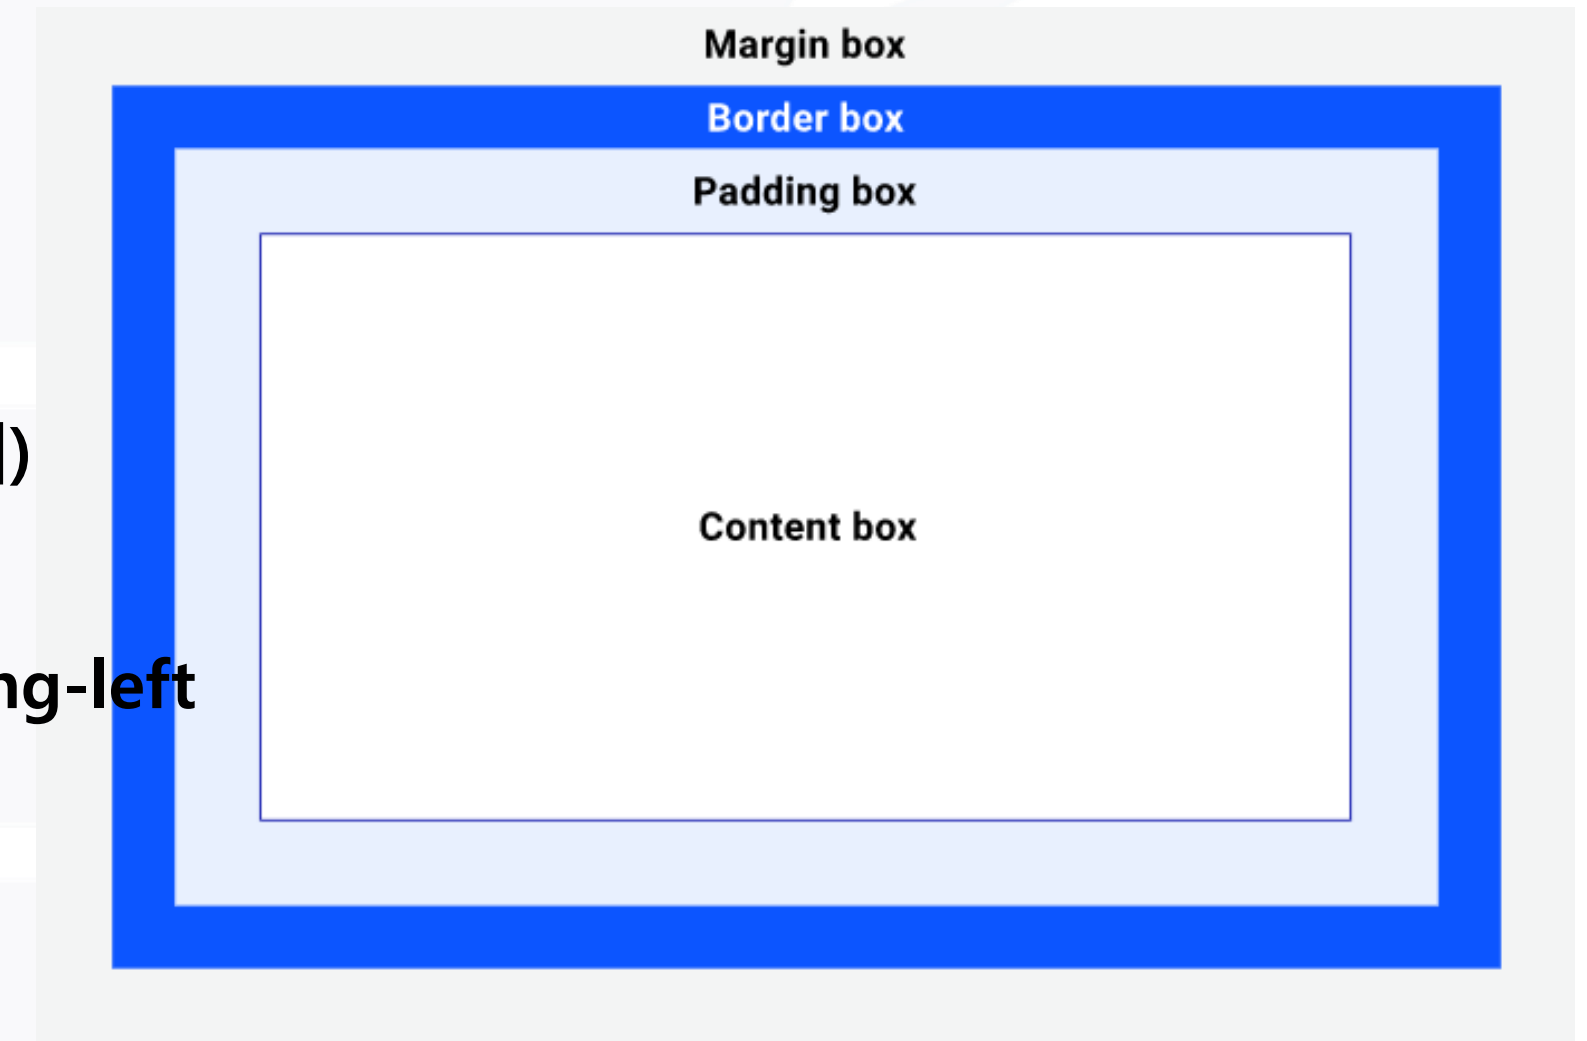 Margin box
Border box
Padding box
)
Content box
ng-left